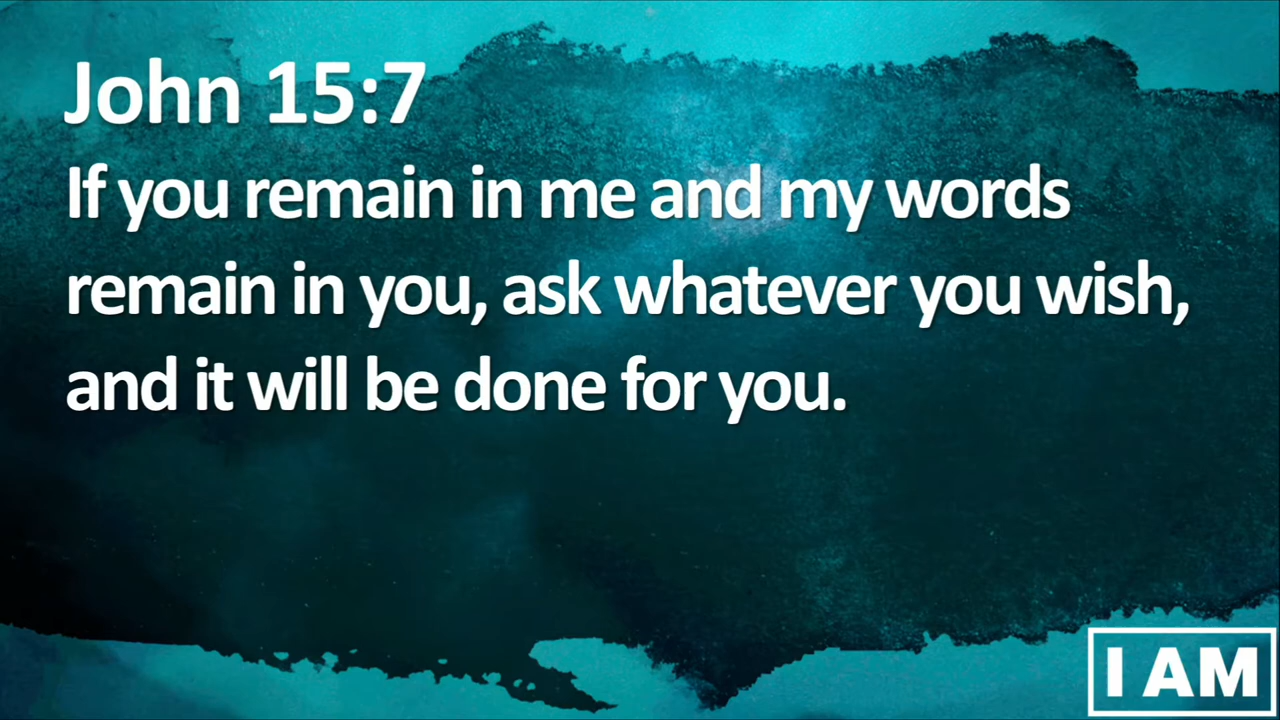 John 15:7
If you remain in me and my words
remain in you, ask whatever you wish,
and it will be done for you.
I AM